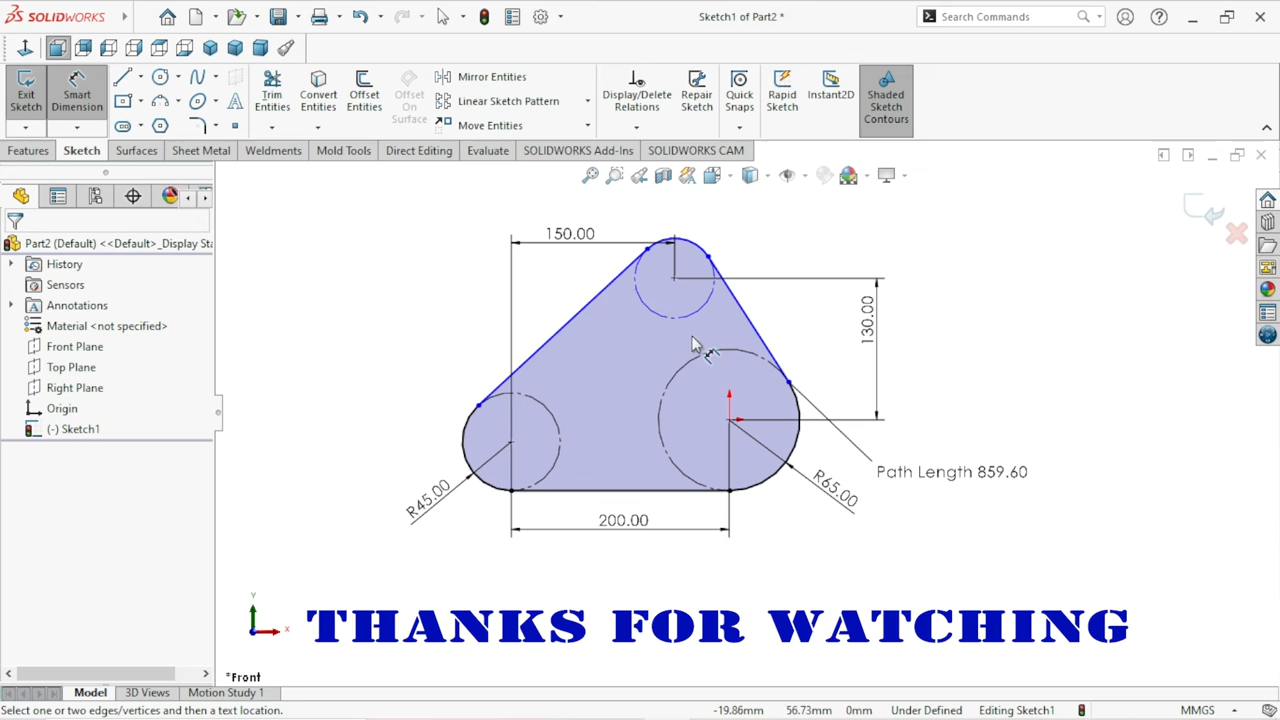 SOLIDWORKS
Sketch1 of Part2 *
Search Commands
Exit Sketch
Smart Dimension
Trim Entities
Convert Entities
Offset Entities
Offset On Surface
Mirror Entities
Linear Sketch Pattern
Move Entities
Display/Delete Relations
Repair Sketch
Quick Snaps
Rapid Sketch
Instant2D
Shaded Sketch Contours
Features
Sketch
Surfaces
Sheet Metal
Weldments
Mold Tools
Direct Editing
Evaluate
SOLIDWORKS Add-Ins
SOLIDWORKS CAM
Part2 (Default) <<Default>_Display Sta
History
Sensors
Annotations
Material <not specified>
Front Plane
Top Plane
Right Plane
Origin
(-) Sketch1
150.00
130.00
Path Length 859.60
R45.00
R65.00
200.00
Y
X
THANKS FOR WATCHING
*Front
Model
3D Views
Motion Study 1
Select one or two edges/vertices and then a text location.
-19.86mm
56.73mm
0mm
Under Defined
Editing Sketch1
MMGS